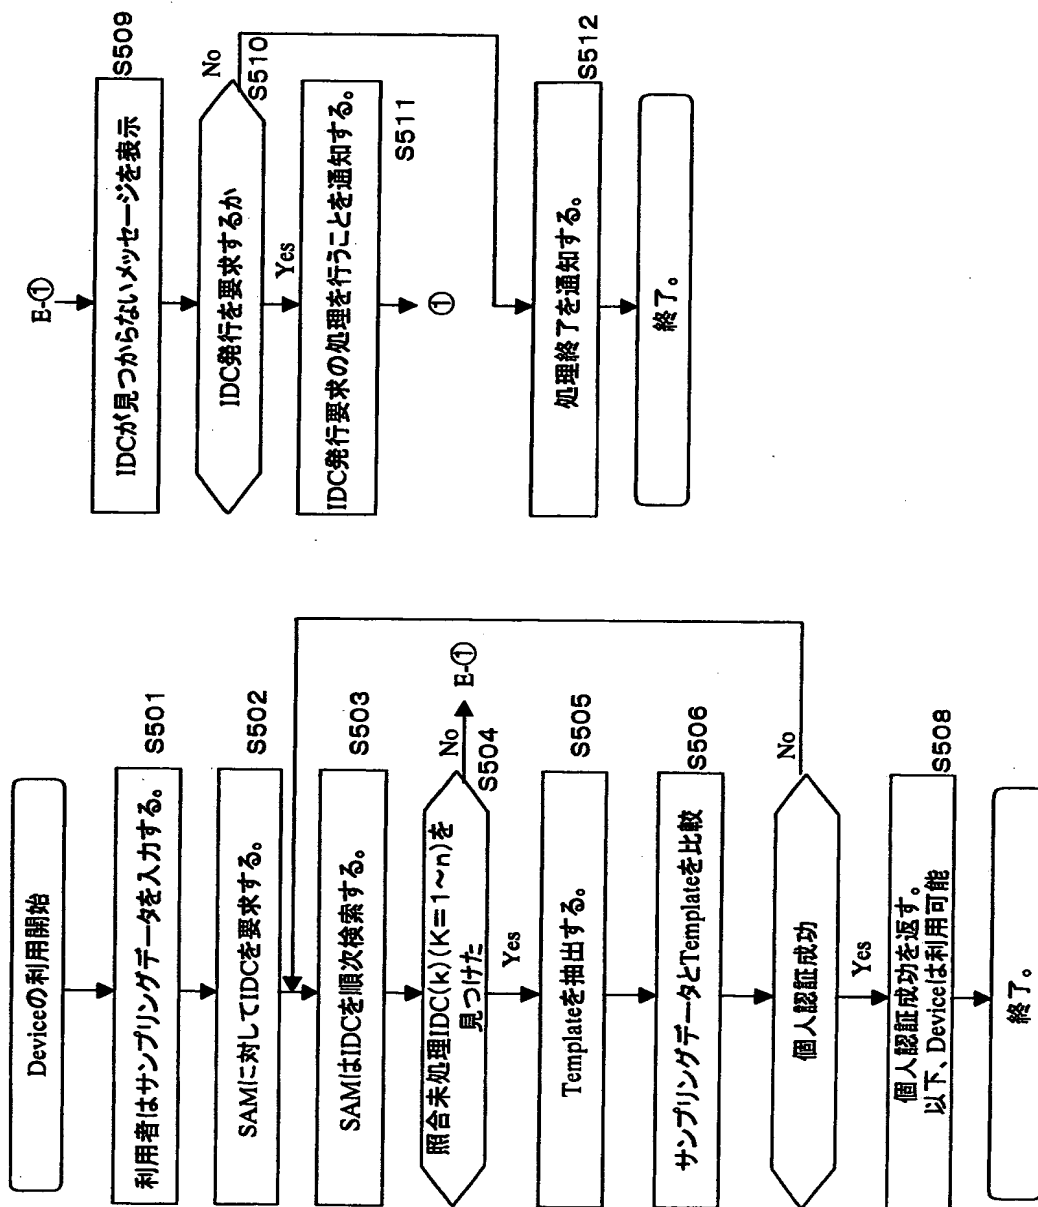 Deviceの利用開始
利用者はサンプリングデータを入力する。
S501
SAMに対してIDCを要求する。
S502
SAMはIDCを順次検索する。
S503
照合未処理IDC(k)(K=1~n)を
見つけた
No
E-①
S504
Yes
Templateを抽出する。
S505
サンプリングデータとTemplateを比較
S506
個人認証成功
No
Yes
個人認証成功を返す。
以下、Deviceは利用可能
S508
終了。
E-①
IDCが見つからないメッセージを表示
S509
IDC発行を要求するか
No
S510
Yes
IDC発行要求の処理を行うことを通知する。
S511
①
処理終了を通知する。
S512
終了。